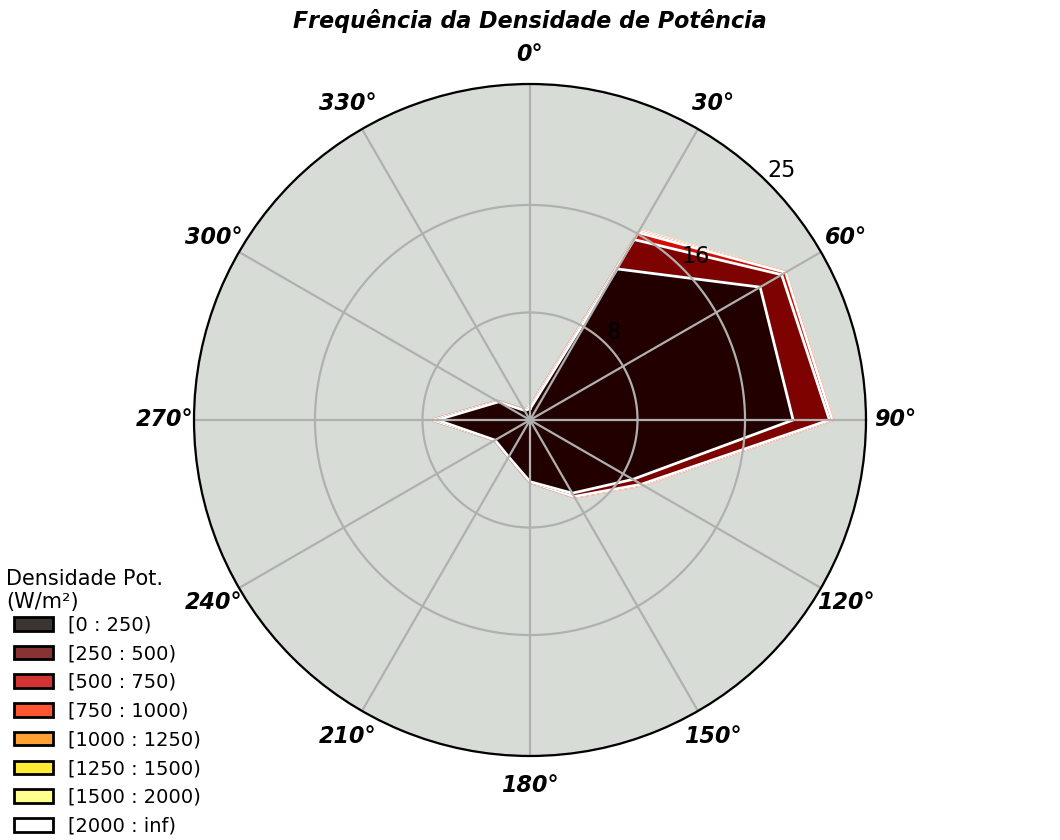 Frequência da Densidade de Potência
0°
330°
30°
25
300°
60°
16
8
270°
90°
Densidade Pot.
(W/m²)
240°
120°
[0 : 250)
[250 : 500)
[500 : 750)
[750 : 1000)
210°
150°
[1000 : 1250)
[1250 : 1500)
180°
[1500 : 2000)
[2000 : inf)